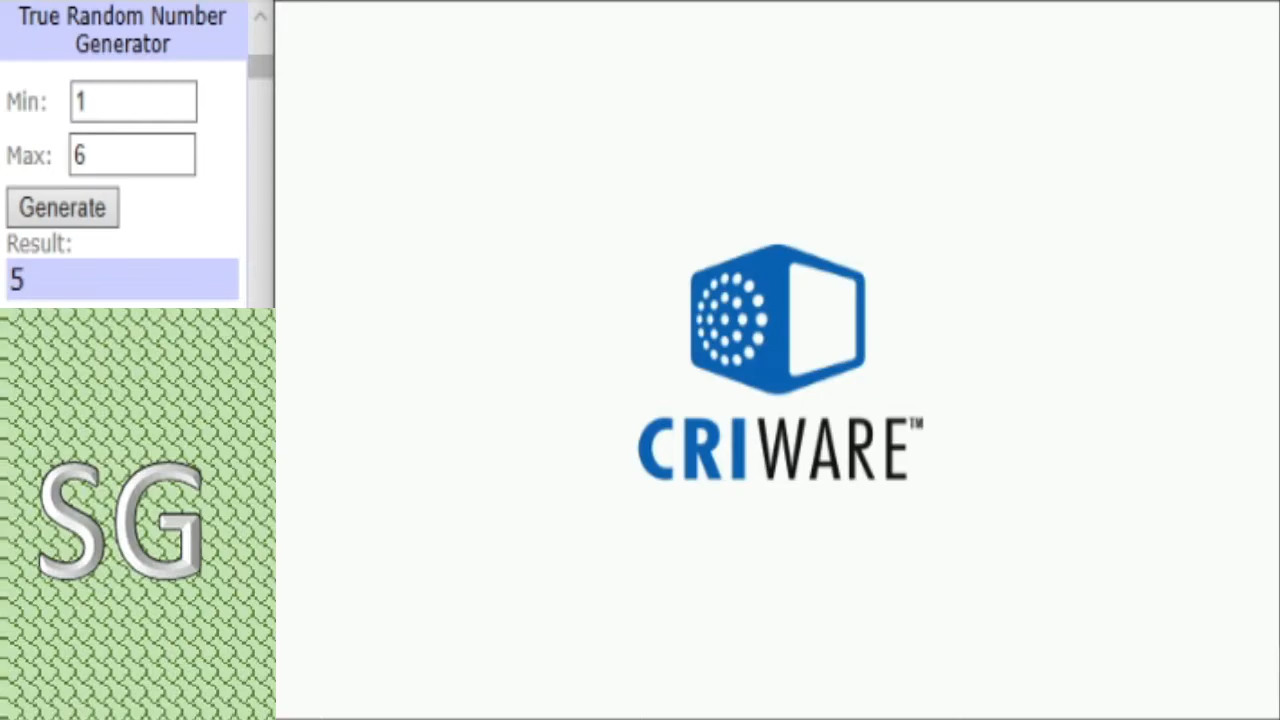 True Random Number
Generator
Min: 1
Max: 6
Generate
Result:
5
SG
CRIWARE™